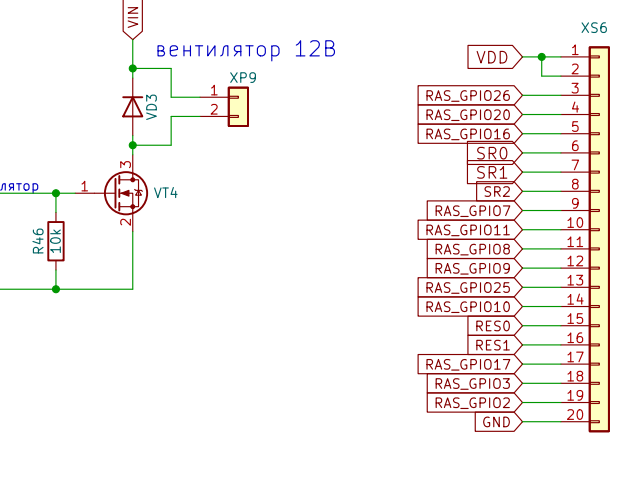 VIN
вентилятор 12В
XP9
1
2
VD3
лятор
1
3
2
VT4
R46
10k
XS6
VDD
1
2
RAS_GPIO26 3
RAS_GPIO20 4
RAS_GPIO16 5
SR0 6
SR1 7
SR2 8
RAS_GPIO7 9
RAS_GPIO11 10
RAS_GPIO8 11
RAS_GPIO9 12
RAS_GPIO25 13
RAS_GPIO10 14
RES0 15
RES1 16
RAS_GPIO17 17
RAS_GPIO3 18
RAS_GPIO2 19
GND 20